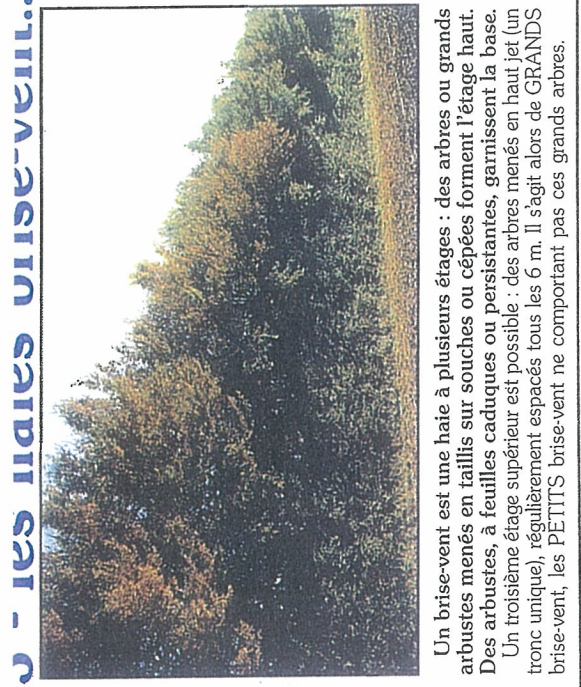 - les haies brise-vent...
Un brise-vent est une haie à plusieurs étages : des arbres ou grands
arbustes menés en taillis sur souches ou cépées forment l'étage haut.
Des arbustes, à feuilles caduques ou persistantes, garnissent la base.
Un troisième étage supérieur est possible : des arbres menés en haut jet (un
tronc unique), régulièrement espacés tous les 6 m. Il s'agit alors de GRANDS
brise-vent, les PETITS brise-vent ne comportant pas ces grands arbres.